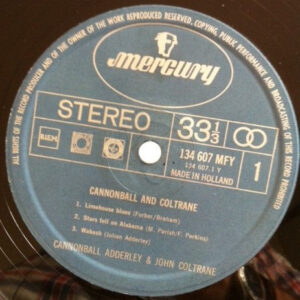 ALL RIGHTS OF THE RECORD PRODUCER AND OF THE OWNER OF THE WORK REPRODUCED RESERVED. COPYING, PUBLIC PERFORMANCE AND BROADCASTING OF THIS RECORD PROHIBITED
mercury
STEREO
33 1/3
BIEM
134 607 MFY
134 607 1 Y
MADE IN HOLLAND
1
CANNONBALL AND COLTRANE
1. Limehouse blues (Furber/Braham)
2. Stars fell on Alabama (M. Parish/F. Perkins)
3. Wabash (Julian Adderley)
CANNONBALL ADDERLEY & JOHN COLTRANE